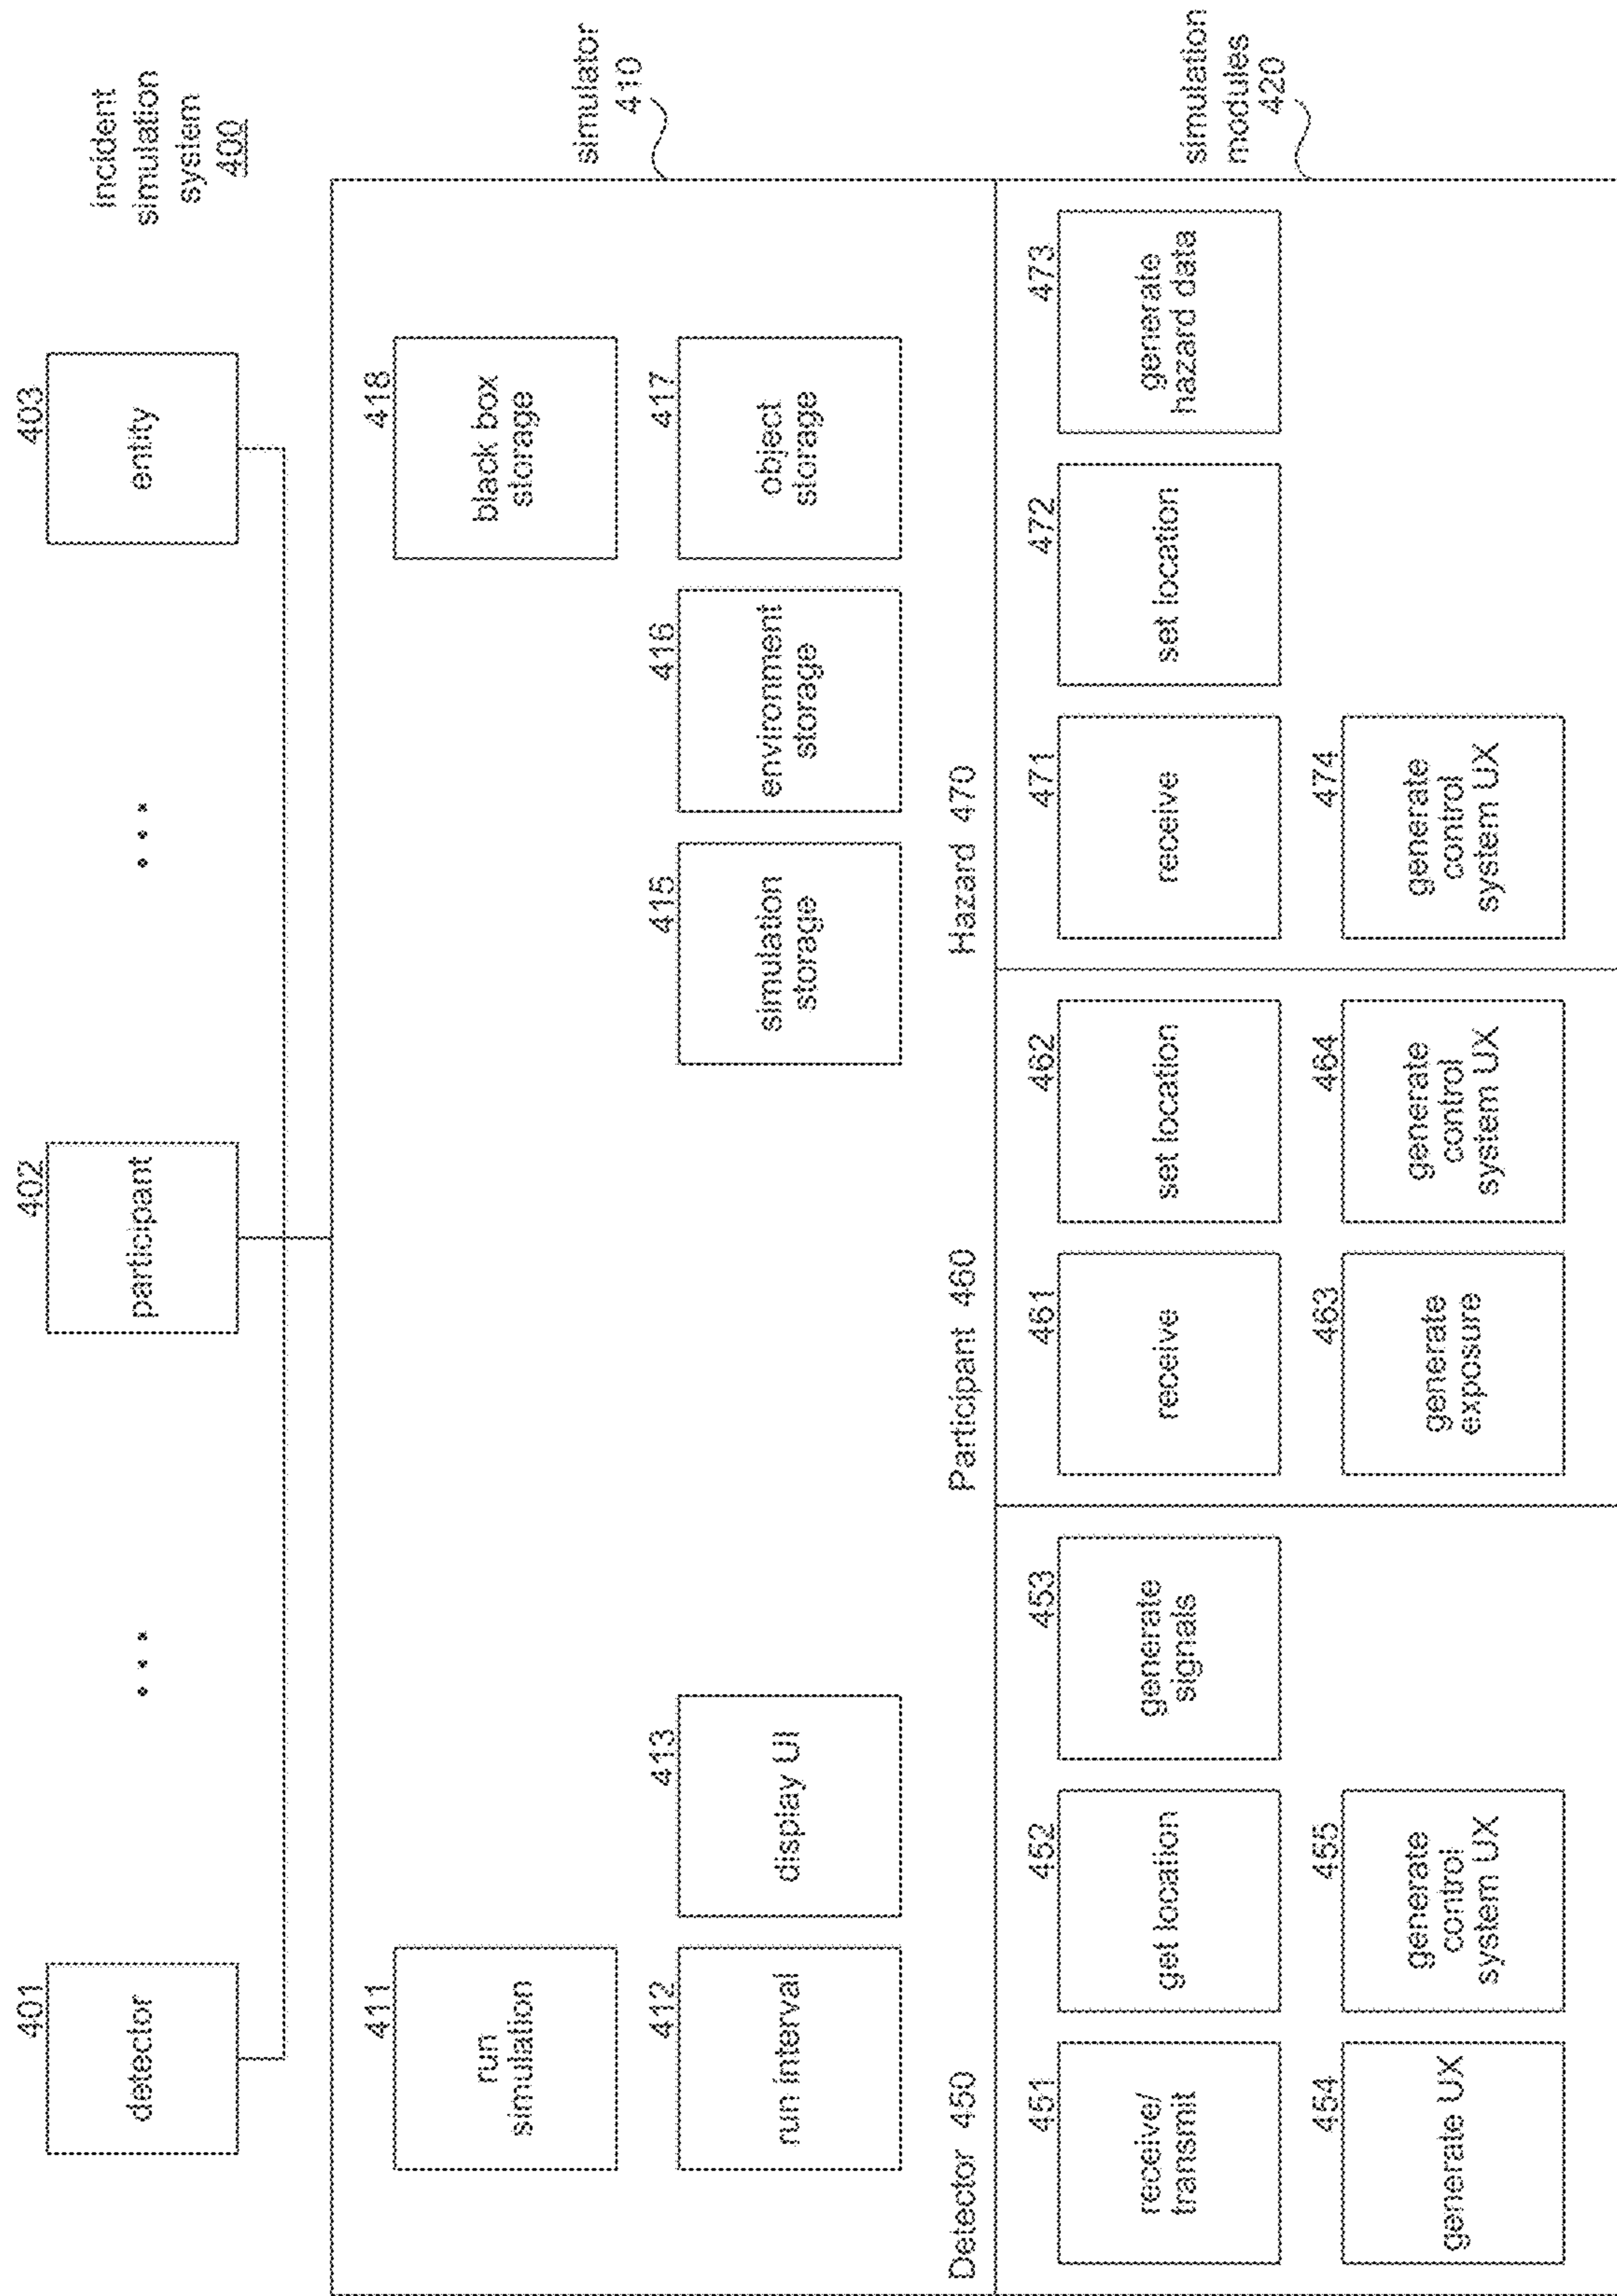 incident
simulation
system
400
401
detector
402
participant
403
entity
simulator
410
411
run
simulation
412
run interval
413
display UI
415
simulation
storage
416
environment
storage
418
black box
storage
417
object
storage
simulation
modules
420
Detector 450
451
receive/
transmit
452
get location
453
generate
signals
454
generate UX
455
generate
control
system UX
Participant 460
461
receive
462
set location
463
generate
exposure
464
generate
control
system UX
Hazard 470
471
receive
472
set location
473
generate
hazard data
474
generate
control
system UX